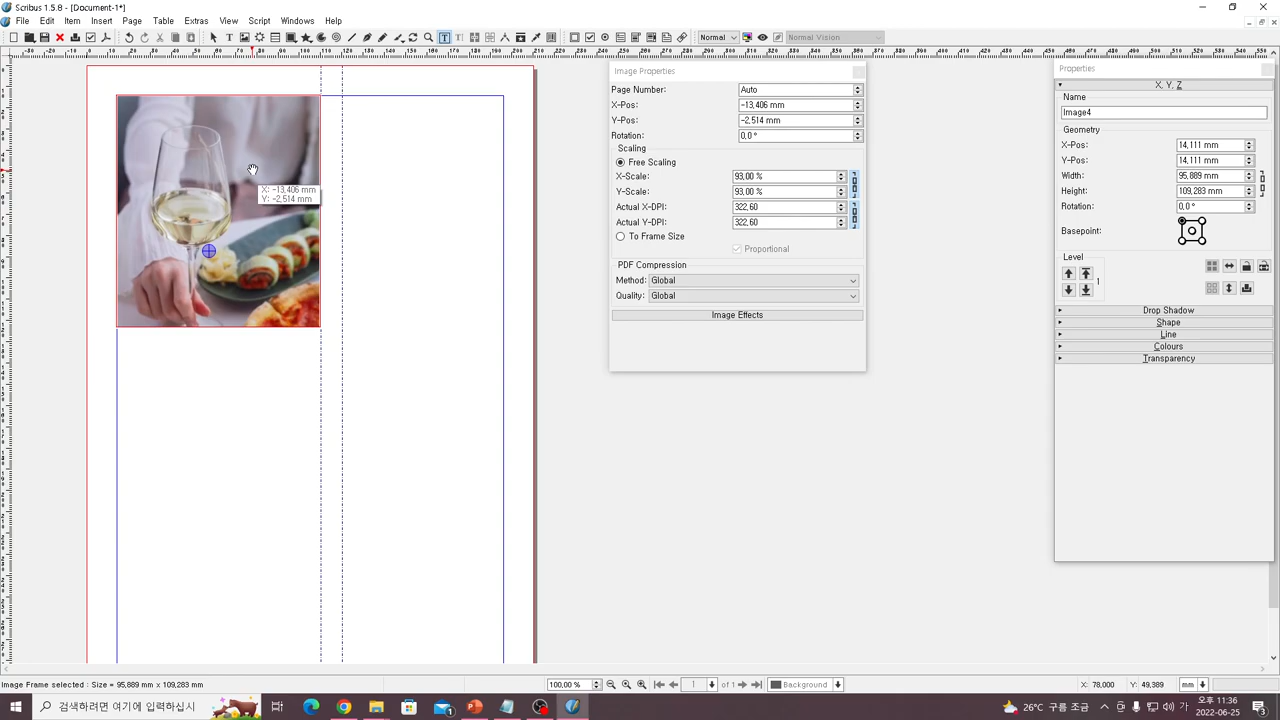 Scribus 1.5.8 - [Document-1*]
File Edit Item Insert Page Table Extras View Script Windows Help
Normal
Normal Vision
Image Properties
Page Number: Auto
X-Pos: -13,406 mm
Y-Pos: -2,514 mm
Rotation: 0,0 °
Scaling
Free Scaling
X-Scale: 93,00 %
Y-Scale: 93,00 %
Actual X-DPI: 322,60
Actual Y-DPI: 322,60
To Frame Size
Proportional
PDF Compression
Method: Global
Quality: Global
Image Effects
X: -13,406 mm
Y: -2,514 mm
Properties
X, Y, Z
Name
Image4
Geometry
X-Pos: 14,111 mm
Y-Pos: 14,111 mm
Width: 95,889 mm
Height: 109,283 mm
Rotation: 0,0 °
Basepoint:
Level
1
Drop Shadow
Shape
Line
Colours
Transparency
Image Frame selected : Size = 95,889 mm x 109,283 mm
100,00 %
1 of 1
Background
X: 78,000 Y: 49,389 mm
검색하려면 여기에 입력하십시
26°C 구름 조금
가
오후 11:36
2022-06-25
3